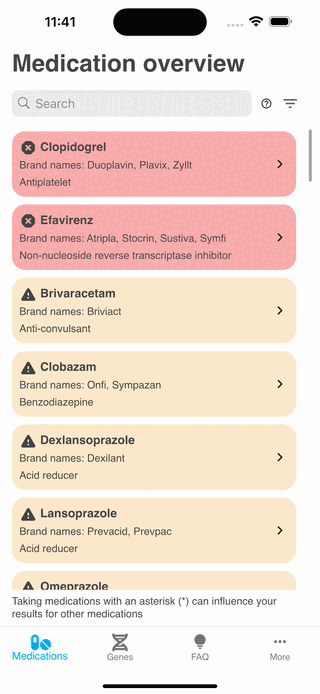 11:41
Medication overview
Search
Clopidogrel
Brand names: Duoplavin, Plavix, Zyllt
Antiplatelet
Efavirenz
Brand names: Atripla, Stocrin, Sustiva, Symfi
Non-nucleoside reverse transcriptase inhibitor
Brivaracetam
Brand names: Briviact
Anti-convulsant
Clobazam
Brand names: Onfi, Sympazan
Benzodiazepine
Dexlansoprazole
Brand names: Dexilant
Acid reducer
Lansoprazole
Brand names: Prevacid, Prevpac
Acid reducer
Omeprazole
Taking medications with an asterisk (*) can influence your
results for other medications
Medications
Genes
FAQ
More